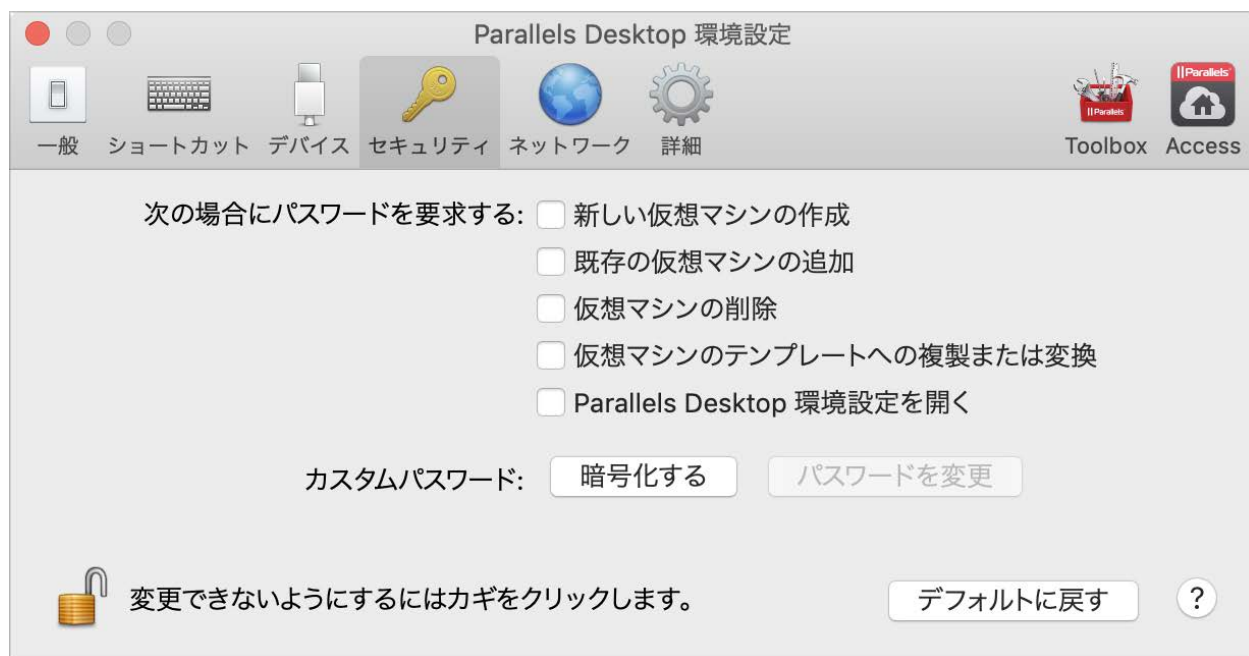 Parallels Desktop 環境設定
||Parallels
||Parallels
一般 ショートカット デバイス セキュリティ ネットワーク 詳細 Toolbox Access
次の場合にパスワードを要求する: 新しい仮想マシンの作成
既存の仮想マシンの追加
仮想マシンの削除
仮想マシンのテンプレートへの複製または変換
Parallels Desktop 環境設定を開く
カスタムパスワード: 暗号化する パスワードを変更
変更できないようにするにはカギをクリックします。 デフォルトに戻す ?